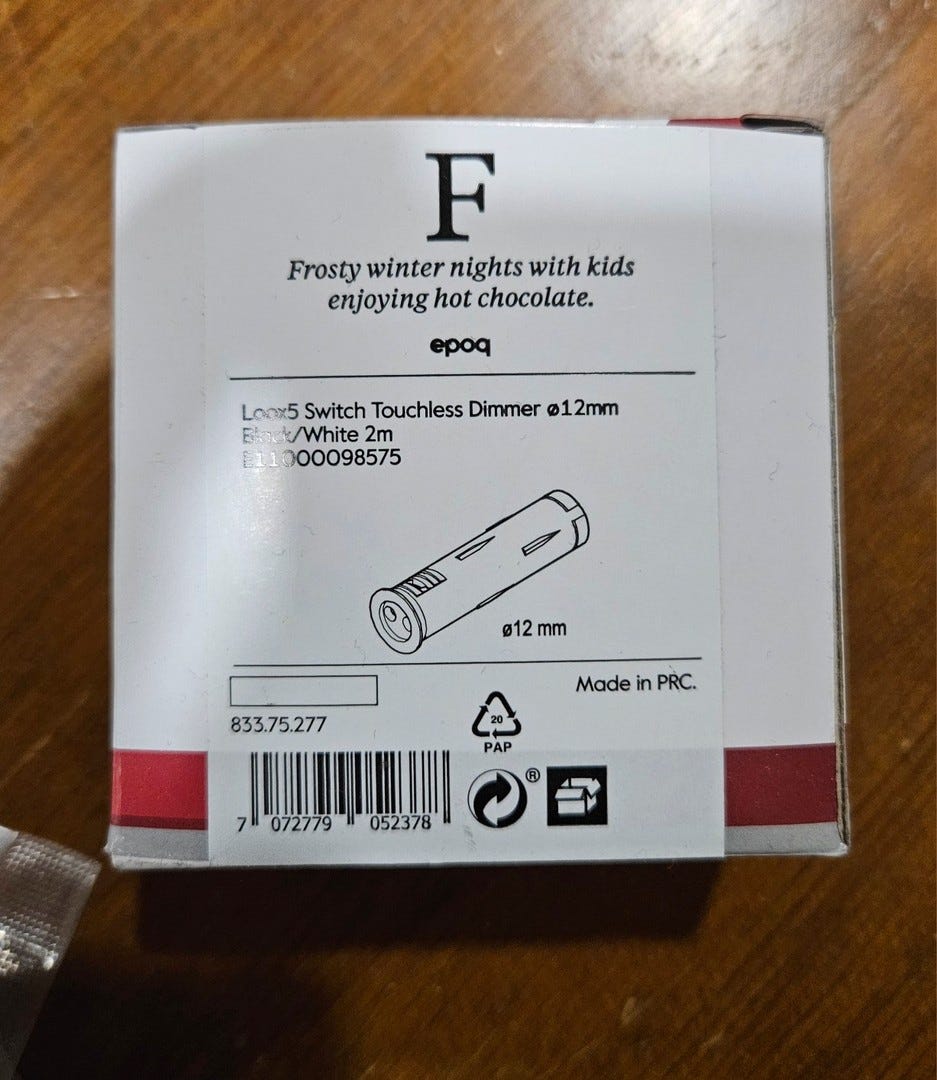 F
Frosty winter nights with kids
enjoying hot chocolate.
epoq
Loox5 Switch Touchless Dimmer ø12mm
Black/White 2m
E11000098575
ø12 mm
Made in PRC.
833.75.277
20
PAP
®
7 072779 052378